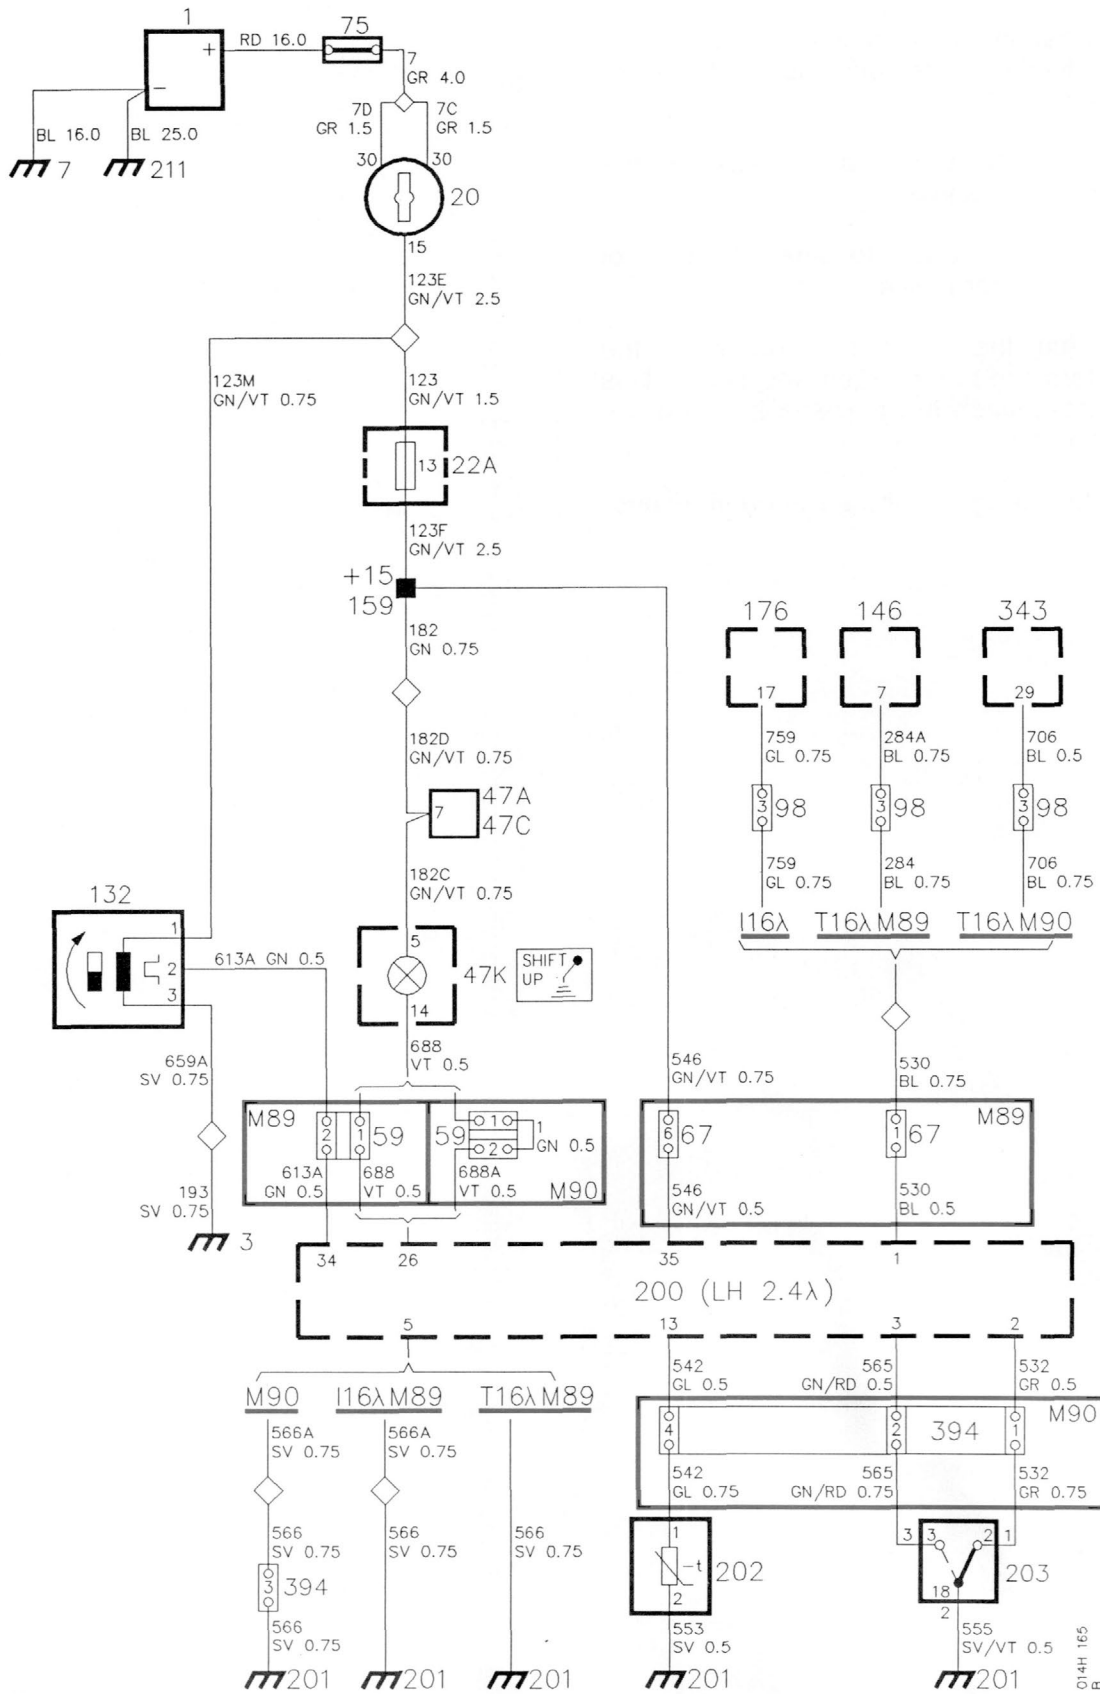 1
+
RD 16.0
75
7
GR 4.0
−
7D
GR 1.5
7C
GR 1.5
BL 16.0
BL 25.0
7
211
30
30
20
15
123E
GN/VT 2.5
123M
GN/VT 0.75
123
GN/VT 1.5
13
22A
123F
GN/VT 2.5
+15
159
182
GN 0.75
176
146
343
17
7
29
182D
GN/VT 0.75
759
GL 0.75
284A
BL 0.75
706
BL 0.5
7
47A
47C
3
98
3
98
3
98
182C
GN/VT 0.75
759
GL 0.75
284
BL 0.75
706
BL 0.75
132
I16λ
T16λM89
T16λM90
1
2
3
613A GN 0.5
5
47K
SHIFT
UP
14
659A
SV 0.75
688
VT 0.5
546
GN/VT 0.75
530
BL 0.75
M89
2
1
59
59
1
2
1
GN 0.5
M89
6
67
1
67
613A
GN 0.5
688
VT 0.5
688A
VT 0.5
M90
546
GN/VT 0.5
530
BL 0.5
193
SV 0.75
3
34
26
35
1
200 (LH 2.4λ)
5
13
3
2
M90
I16λM89
T16λM89
542
GL 0.5
565
GN/RD 0.5
532
GR 0.5
M90
566A
SV 0.75
566A
SV 0.75
4
2
394
1
542
GL 0.75
565
GN/RD 0.75
532
GR 0.75
566
SV 0.75
566
SV 0.75
566
SV 0.75
1
-t
2
202
3
3
2
1
18
2
203
3
394
566
SV 0.75
553
SV 0.5
555
SV/VT 0.5
201
201
201
201
201
014H 165
B